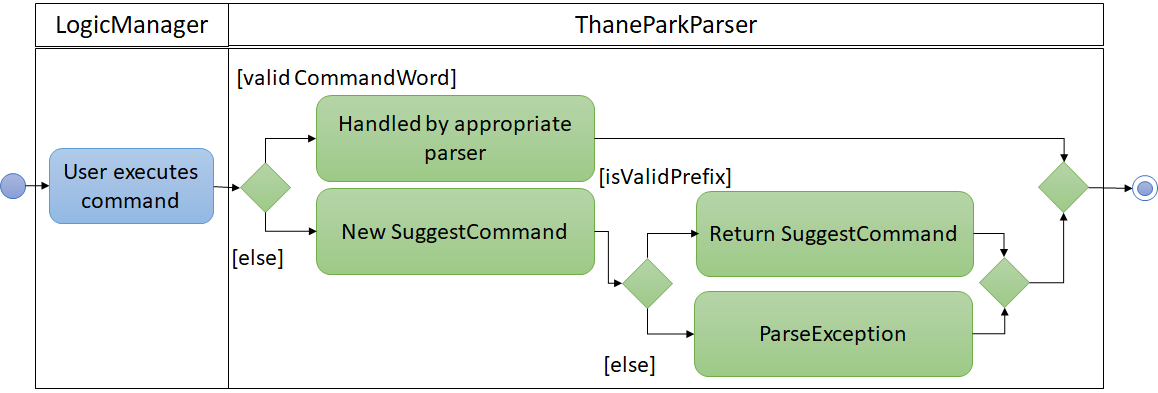 LogicManager
ThaneParkParser
[valid CommandWord]
Handled by appropriate
parser
User executes
command
[isValidPrefix]
New SuggestCommand
Return SuggestCommand
[else]
ParseException
[else]